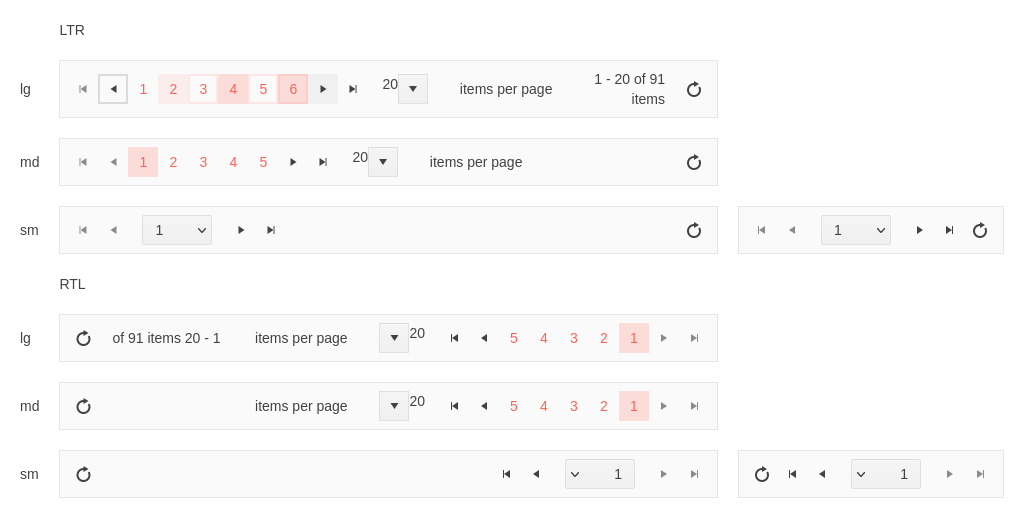 LTR
lg 1 2 3 4 5 6 20 items per page 1 - 20 of 91
items
md 1 2 3 4 5 20 items per page
sm 1 1
RTL
lg of 91 items 20 - 1 items per page 20 5 4 3 2 1
md items per page 20 5 4 3 2 1
sm 1 1